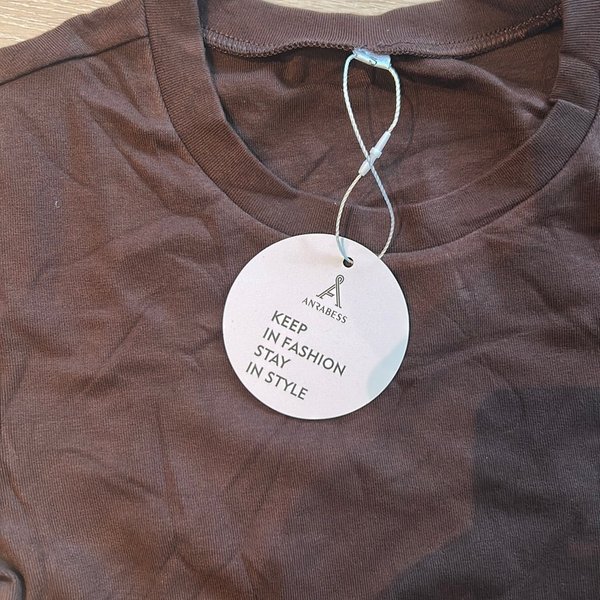 ANRABESS
KEEP
IN FASHION
STAY
IN STYLE